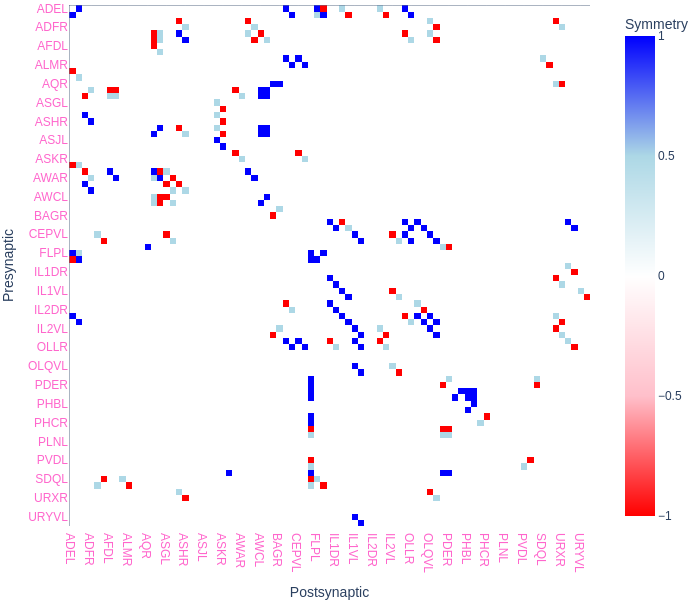 Symmetry
1
0.5
0
−0.5
−1
Presynaptic
ADEL
ADFR
AFDL
ALMR
AQR
ASGL
ASHR
ASJL
ASKR
AWAR
AWCL
BAGR
CEPVL
FLPL
IL1DR
IL1VL
IL2DR
IL2VL
OLLR
OLQVL
PDER
PHBL
PHCR
PLNL
PVDL
SDQL
URXR
URYVL
ADEL
ADFR
AFDL
ALMR
AQR
ASGL
ASHR
ASJL
ASKR
AWAR
AWCL
BAGR
CEPVL
FLPL
IL1DR
IL1VL
IL2DR
IL2VL
OLLR
OLQVL
PDER
PHBL
PHCR
PLNL
PVDL
SDQL
URXR
URYVL
Postsynaptic